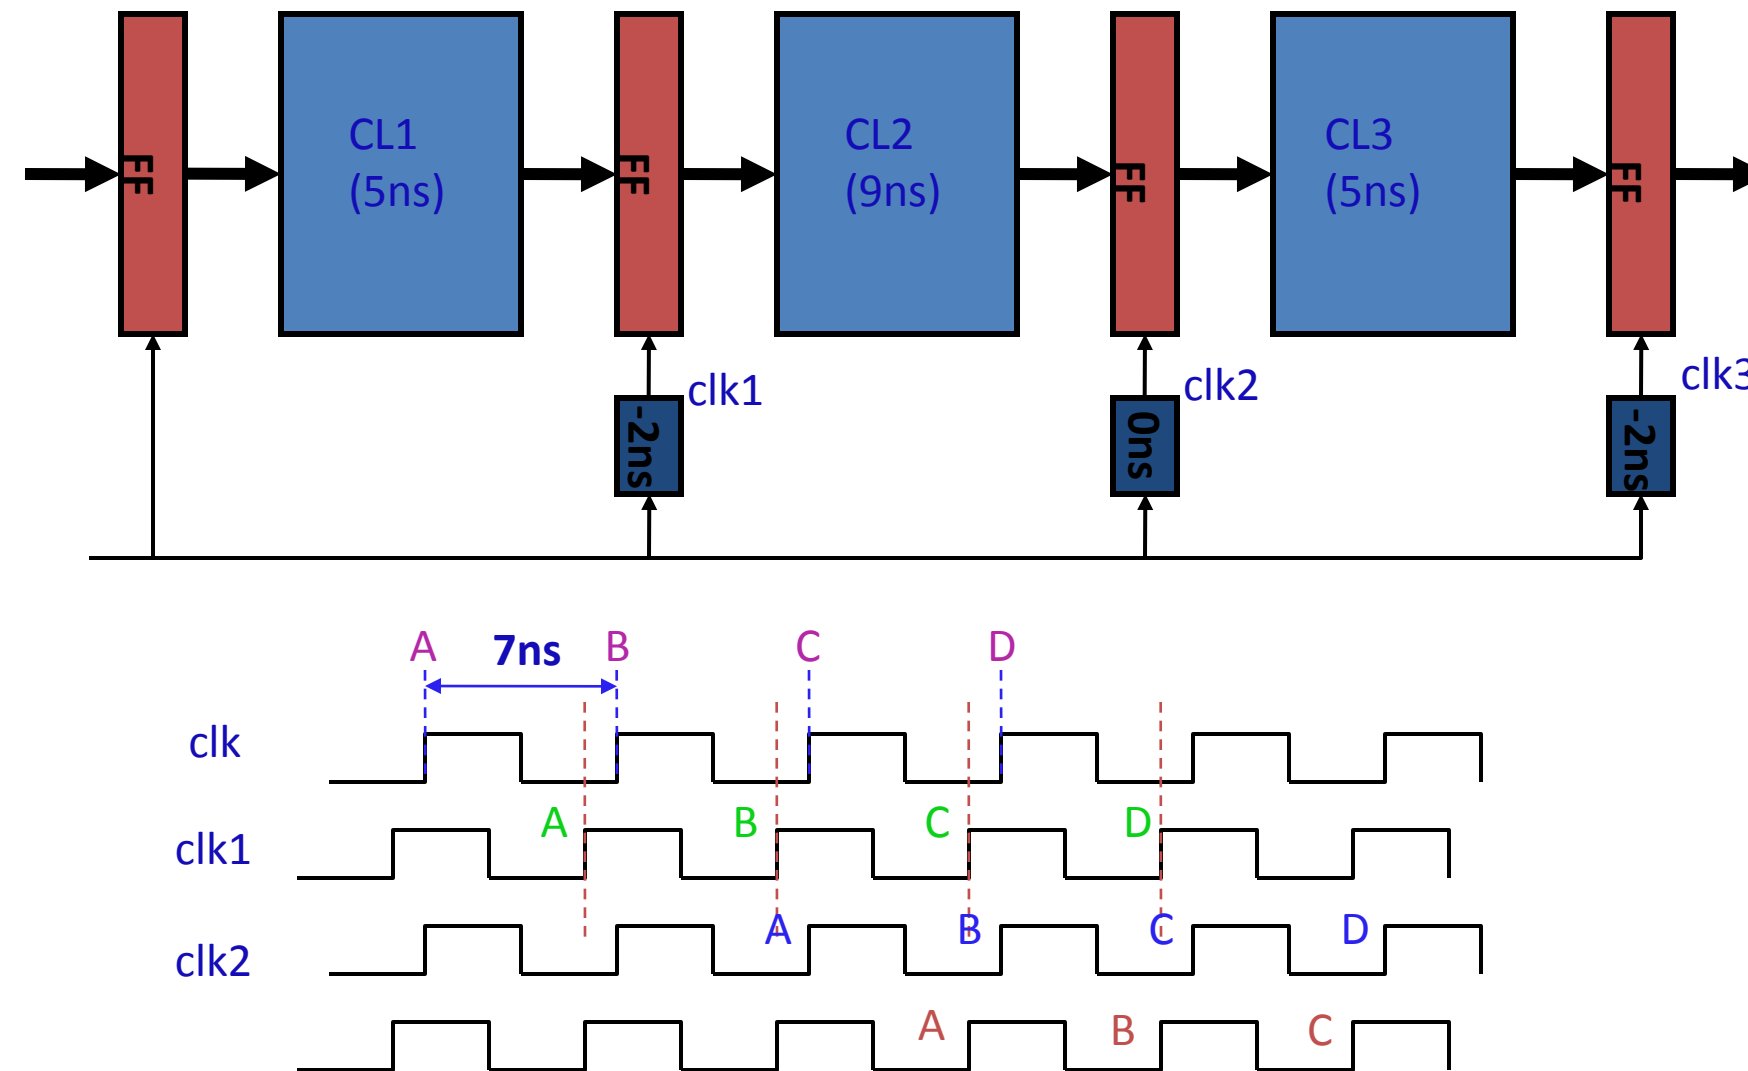 FF
CL1
(5ns)
FF
CL2
(9ns)
FF
CL3
(5ns)
FF
clk1
clk2
clk3
-2ns
0ns
-2ns
A 7ns B C D
clk
A B C D
clk1
A B C D
clk2
A B C